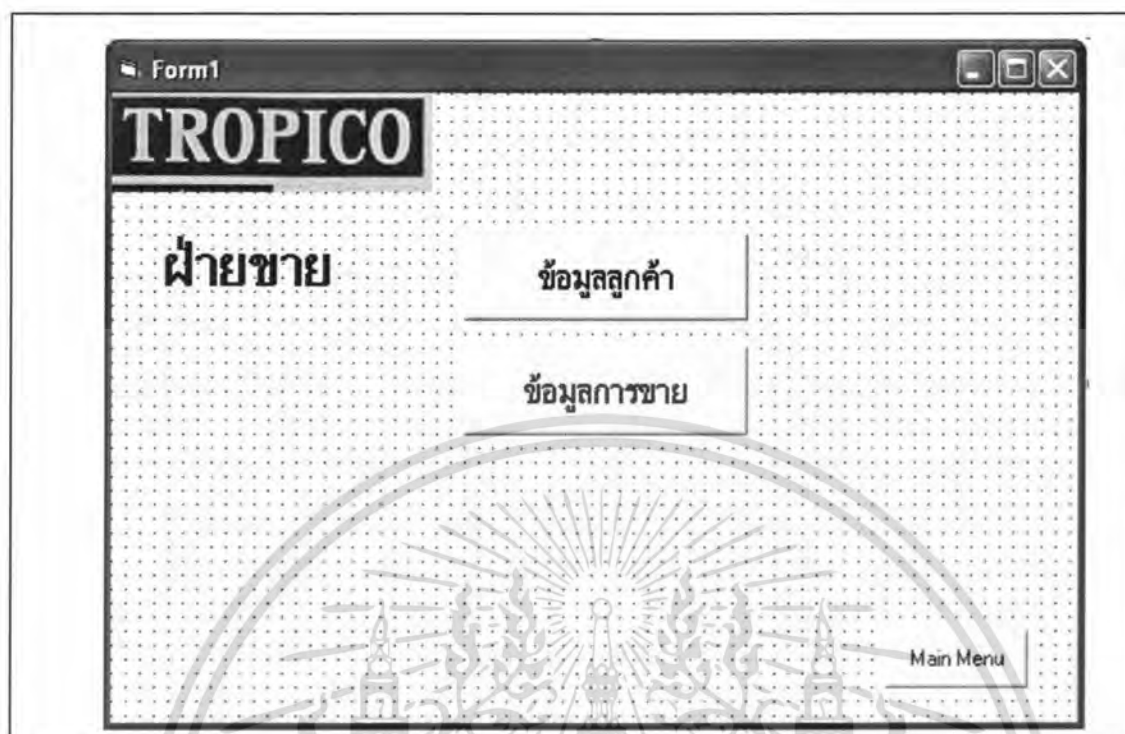 Form1
TROPICO
ฝ่ายขาย
ข้อมูลลูกค้า
ข้อมูลการขาย
Main Menu